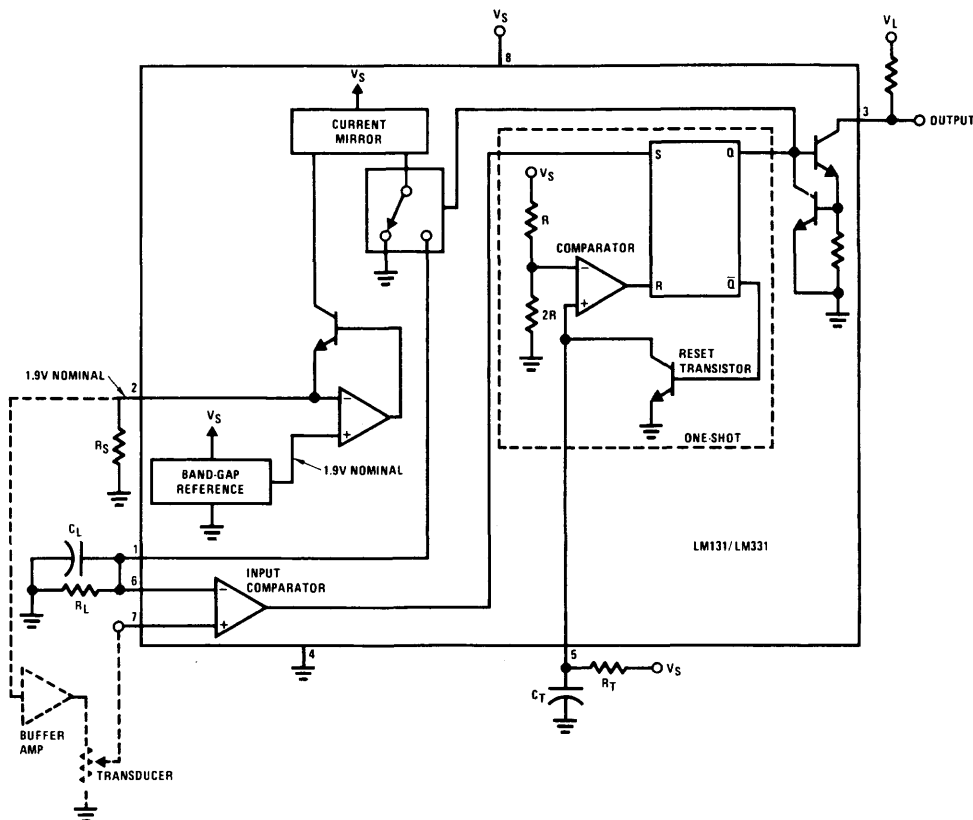 VS
8
VL
VS
3
OUTPUT
CURRENT
MIRROR
S
Q
VS
R
COMPARATOR
−
+
R
Q̅
2R
RESET
TRANSISTOR
1.9V NOMINAL
2
ONE-SHOT
VS
−
+
RS
BAND-GAP
REFERENCE
1.9V NOMINAL
CL
1
LM131/LM331
INPUT
COMPARATOR
6
−
RL
7
+
4
5
RT
VS
CT
BUFFER
AMP
TRANSDUCER